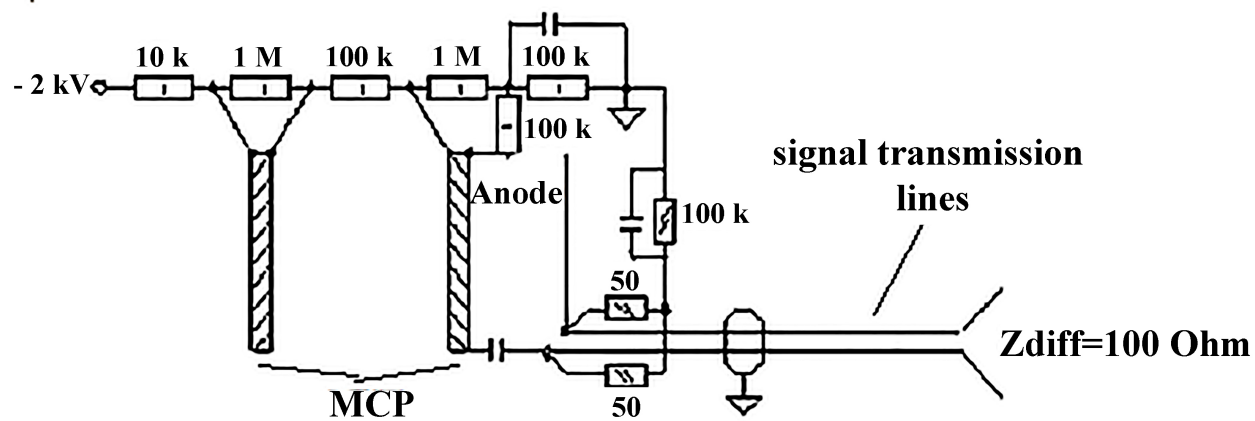 10 k 1 M 100 k 1 M 100 k
- 2 kV
100 k
signal transmission
lines
Anode
100 k
50
Zdiff=100 Ohm
MCP
50